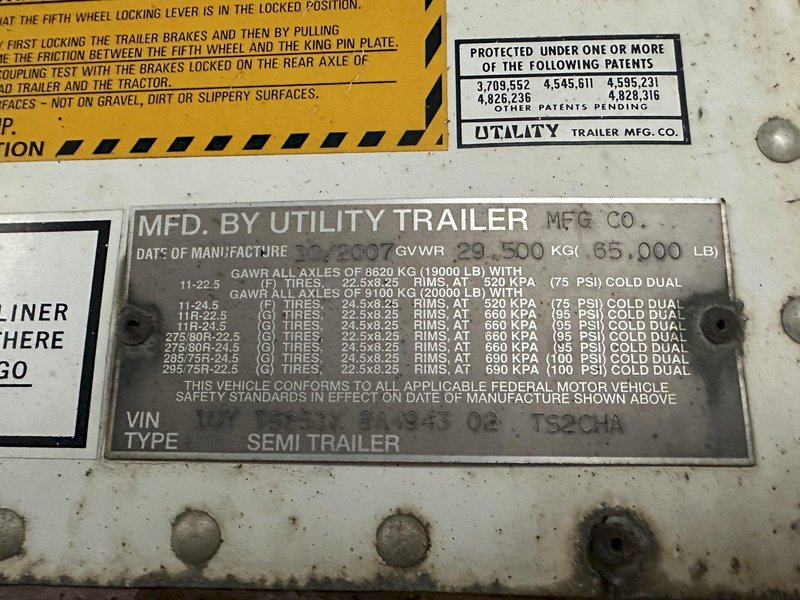 AT THE FIFTH WHEEL LOCKING LEVER IS IN THE LOCKED POSITION.
Y FIRST LOCKING THE TRAILER BRAKES AND THEN BY PULLING
ME THE FRICTION BETWEEN THE FIFTH WHEEL AND THE KING PIN PLATE.
COUPLING TEST WITH THE BRAKES LOCKED ON THE REAR AXLE OF
AD TRAILER AND THE TRACTOR.
RFACES – NOT ON GRAVEL, DIRT OR SLIPPERY SURCACES.
IP.
TION
PROTECTED UNDER ONE OR MORE
OF THE FOLLOWING PATENTS
3,709,552 4,545,611 4,595,231
4,826,236 4,828,316
OTHER PATENTS PENDING
UTILITY TRAILER MFG. CO.
LINER
THERE
GO
MFD. BY UTILITY TRAILER MFG CO.
DATE OF MANUFACTURE 10/2007 GVWR 29,500 KG( 65,000 LB)
GAWR ALL AXLES OF 8620 KG (19000 LB) WITH
11-22.5 (F) TIRES, 22.5x8.25 RIMS, AT 520 KPA (75 PSI) COLD DUAL
GAWR ALL AXLES OF 9100 KG (20000 LB) WITH
11-24.5 (F) TIRES, 24.5x8.25 RIMS, AT 520 KPA (75 PSI) COLD DUAL
11R-22.5 (G) TIRES, 22.5x8.25 RIMS, AT 660 KPA (95 PSI) COLD DUAL
11R-24.5 (G) TIRES, 24.5x8.25 RIMS, AT 660 KPA (95 PSI) COLD DUAL
275/80R-22.5 (G) TIRES, 22.5x8.25 RIMS, AT 660 KPA (95 PSI) COLD DUAL
275/80R-24.5 (G) TIRES, 24.5x8.25 RIMS, AT 660 KPA (95 PSI) COLD DUAL
285/75R-24.5 (G) TIRES, 24.5x8.25 RIMS, AT 690 KPA (100 PSI) COLD DUAL
295/75R-22.5 (G) TIRES, 22.5x8.25 RIMS, AT 690 KPA (100 PSI) COLD DUAL
THIS VEHICLE CONFORMS TO ALL APPLICABLE FEDERAL MOTOR VEHICLE
SAFETY STANDARDS IN EFFECT ON DATE OF MANUFACTURE SHOWN ABOVE
VIN 1UY 02 TS2CHA
TYPE SEMI TRAILER